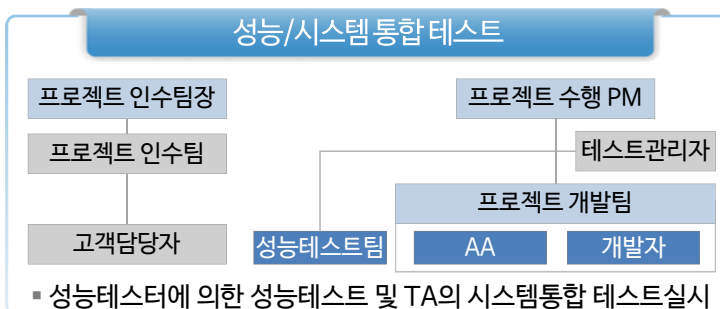 성능/시스템 통합 테스트
프로젝트 인수팀장
프로젝트 수행 PM
프로젝트 인수팀
테스트관리자
프로젝트 개발팀
고객담당자
성능테스트팀
AA
개발자
▪ 성능테스터에 의한 성능테스트 및 TA의 시스템통합 테스트실시